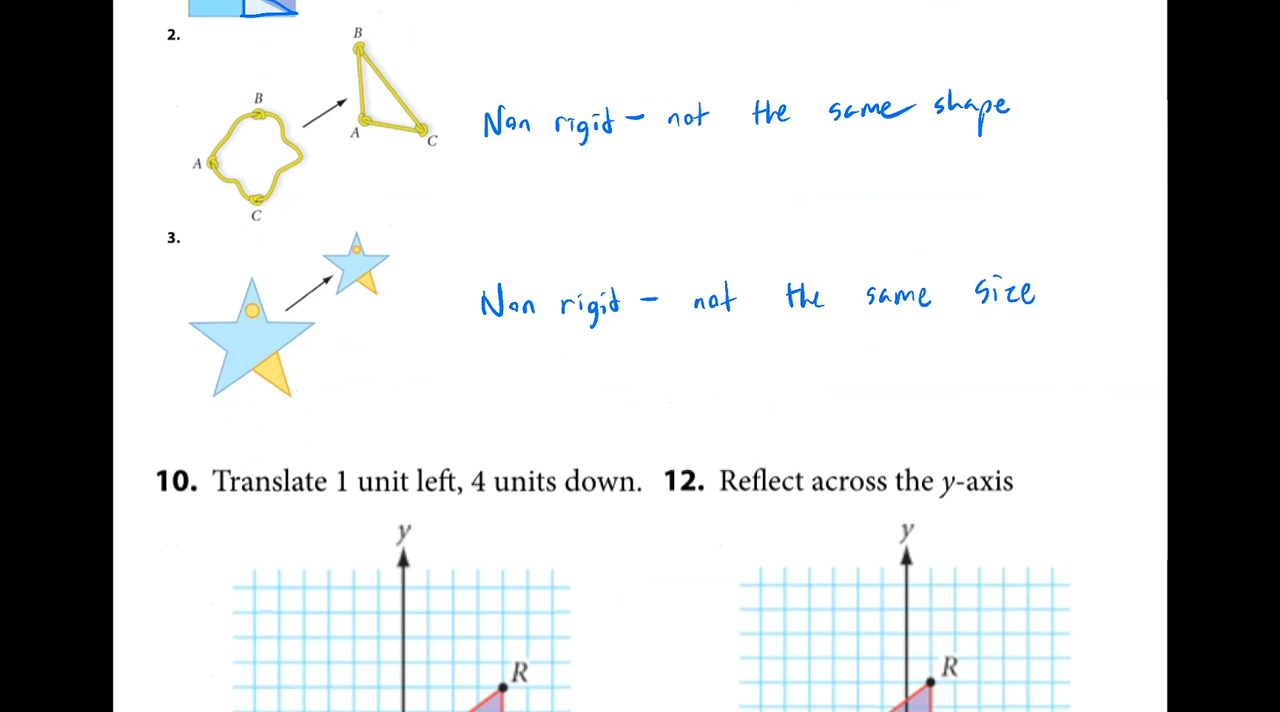 2.
B
B
A
C
A
C
Non rigid - not the same shape
3.
Non rigid - not the same size
10. Translate 1 unit left, 4 units down.
12. Reflect across the y-axis
y
y
R
R